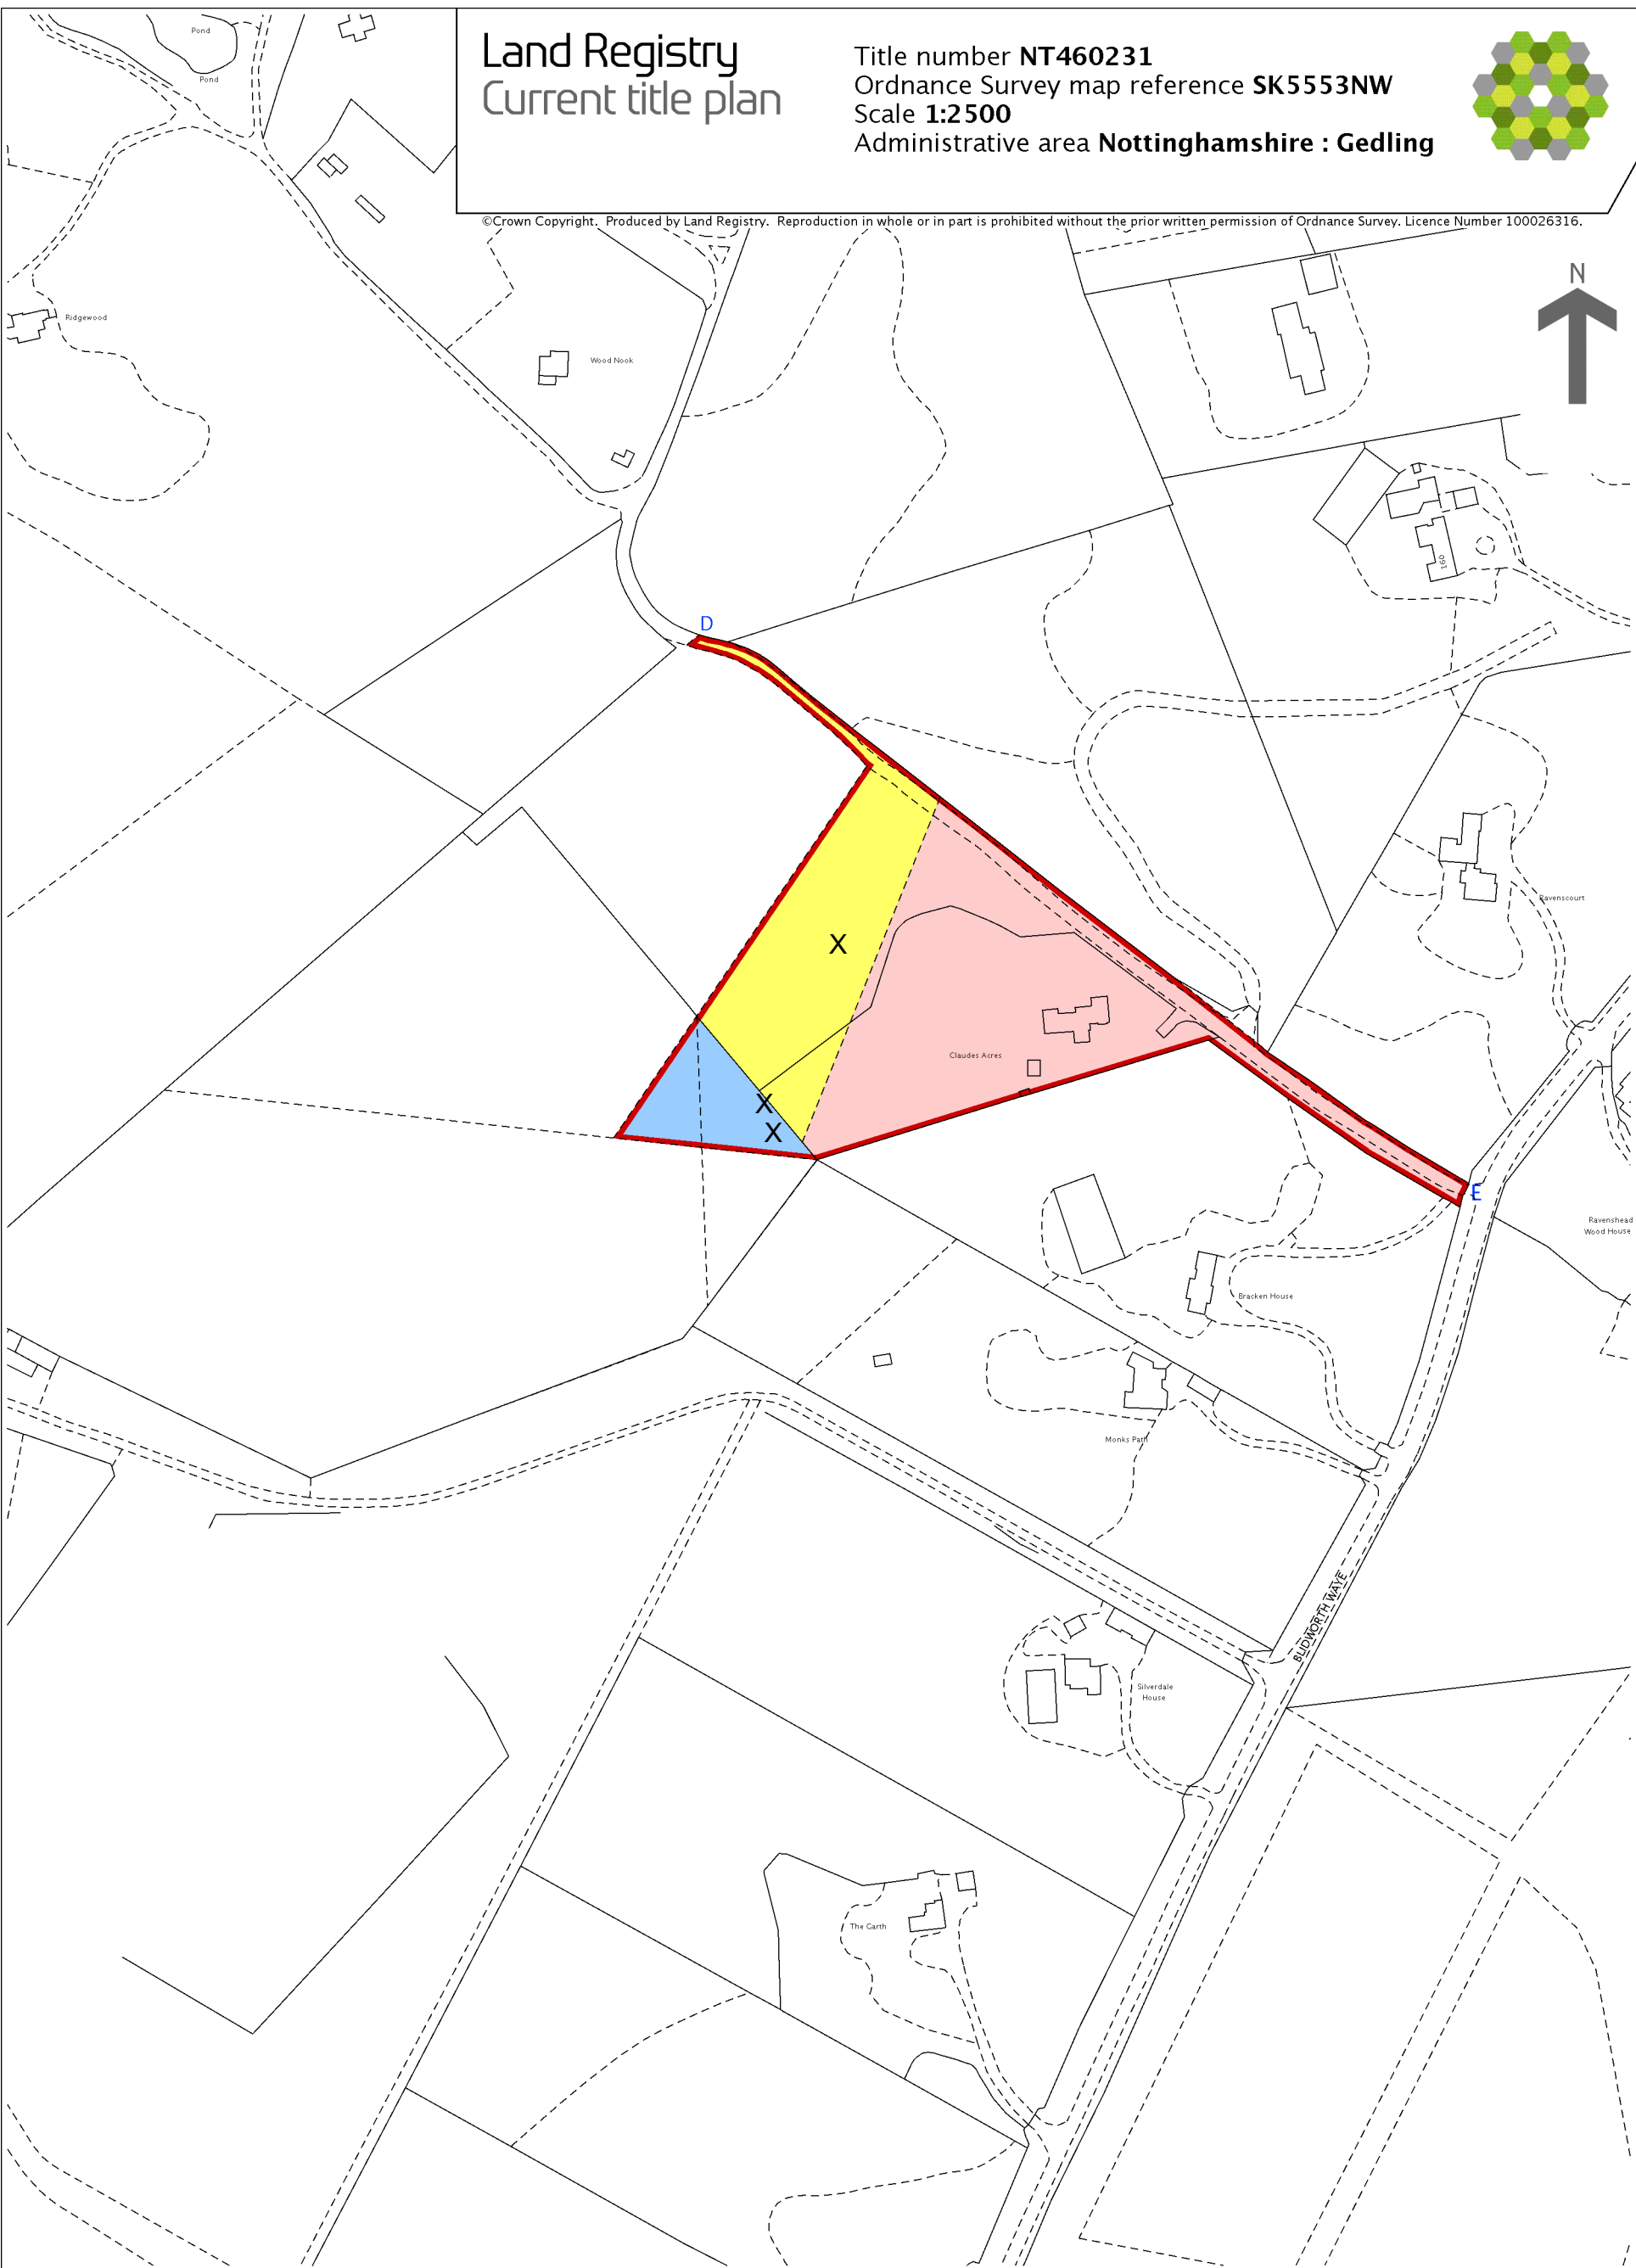 Land Registry
Current title plan
Title number NT460231
Ordnance Survey map reference SK5553NW
Scale 1:2500
Administrative area Nottinghamshire : Gedling
©Crown Copyright. Produced by Land Registry. Reproduction in whole or in part is prohibited without the prior written permission of Ordnance Survey. Licence Number 100026316.
Pond
Pond
N
Ridgewood
Wood Nook
160
D
Ravenscourt
X
Claudes Acres
X
X
E
Ravenshead
Wood House
Bracken House
Monks Path
BLIDWORTH WAYE
Silverdale
House
The Garth